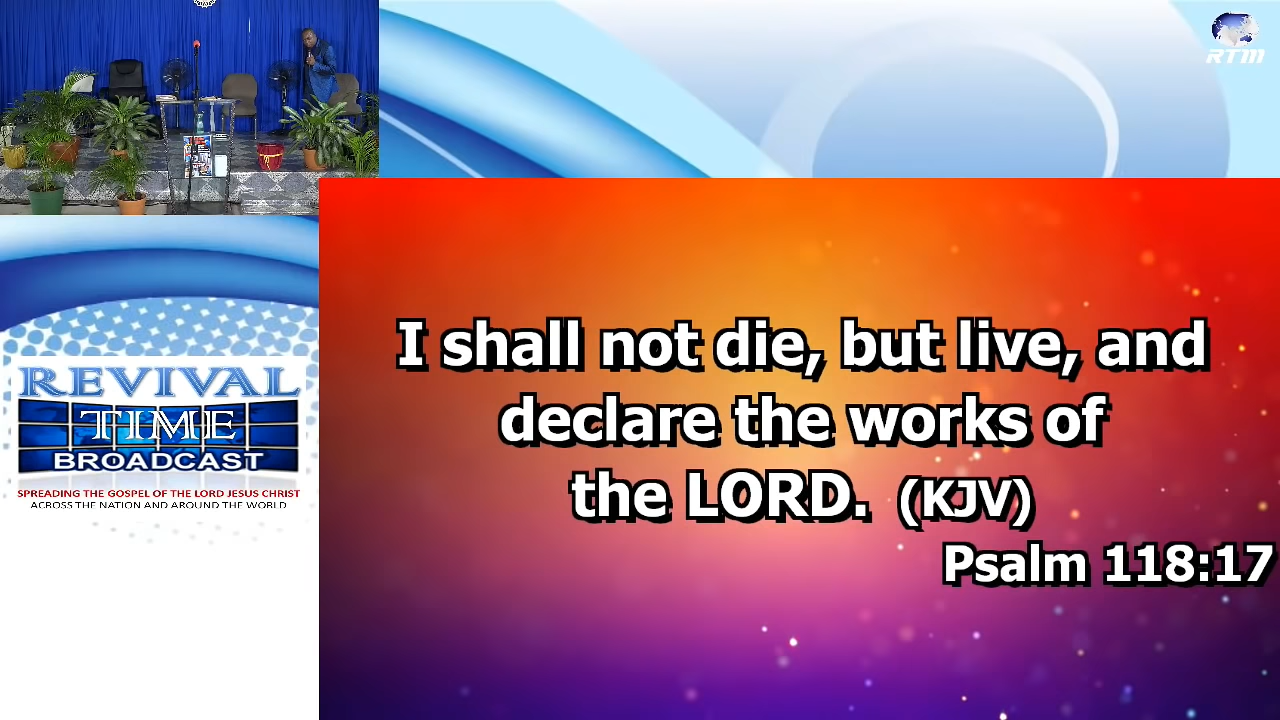 RTM
I shall not die, but live, and
declare the works of
the LORD. (KJV)
Psalm 118:17
REVIVAL
TIME
BROADCAST
SPREADING THE GOSPEL OF THE LORD JESUS CHRIST
ACROSS THE NATION AND AROUND THE WORLD